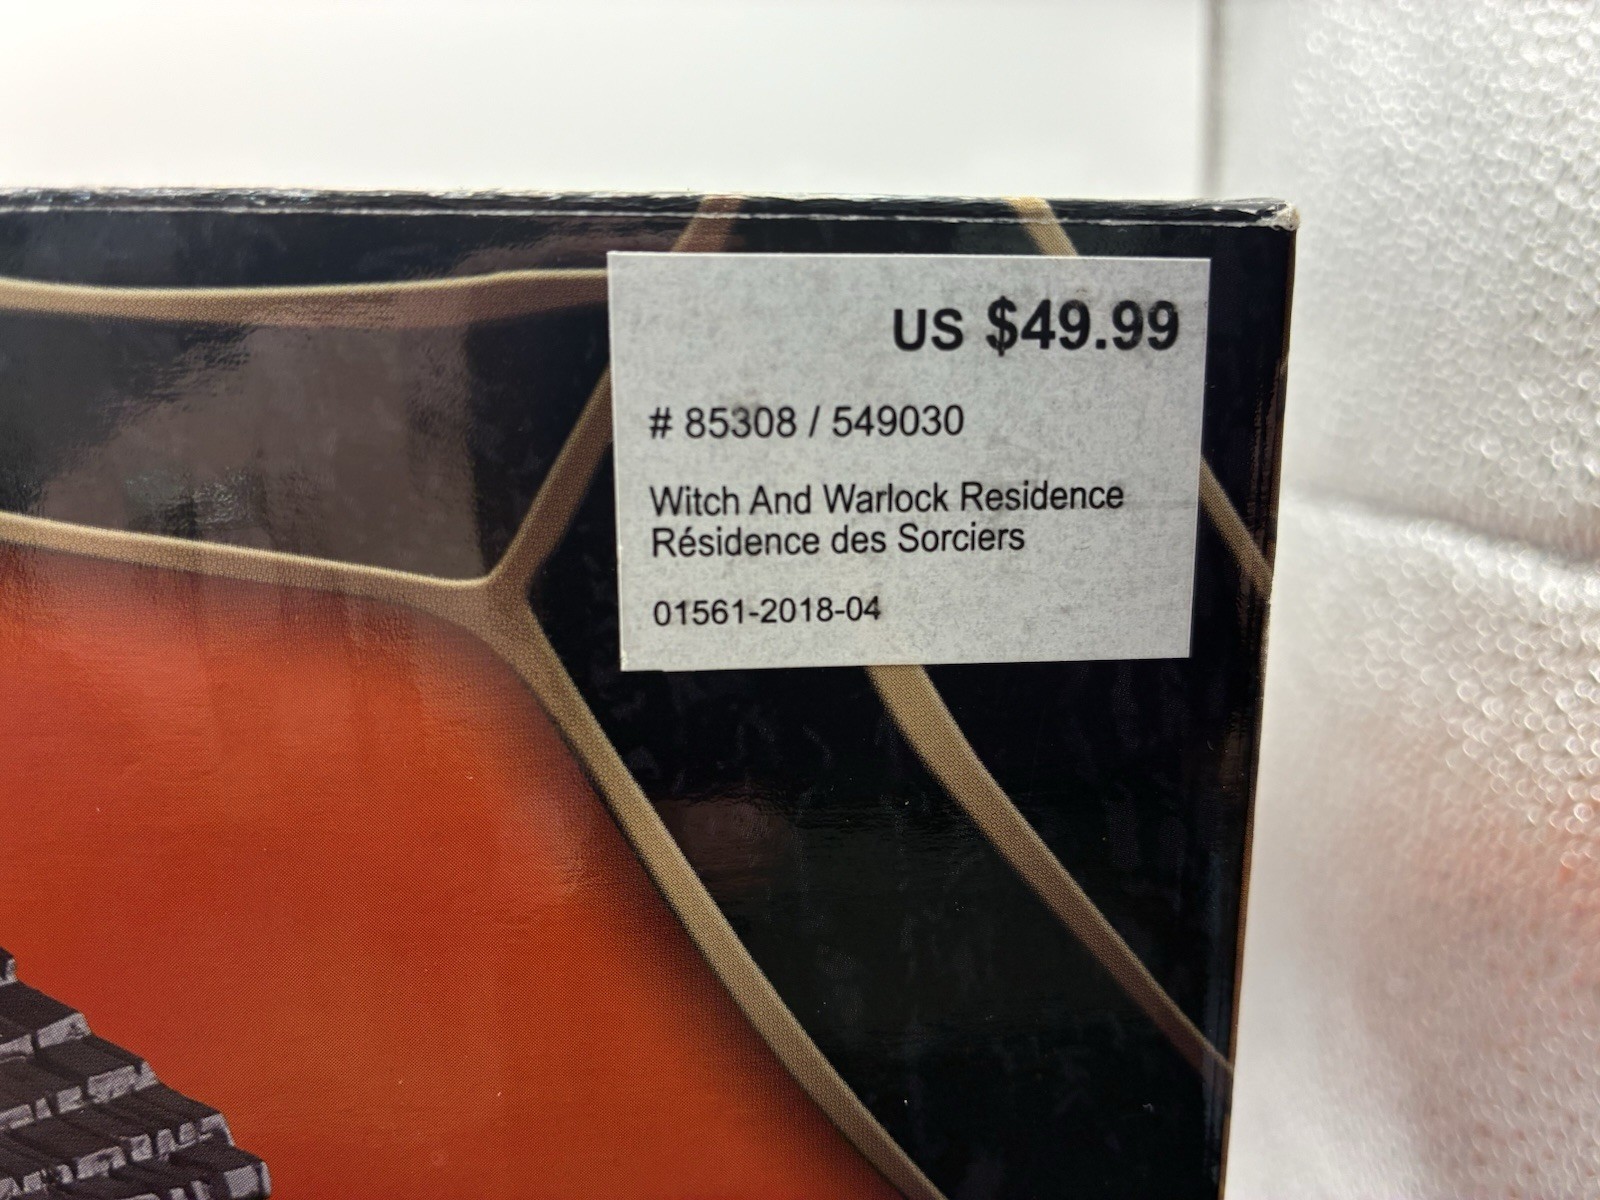 US $49.99
# 85308 / 549030
Witch And Warlock Residence
Résidence des Sorciers
01561-2018-04